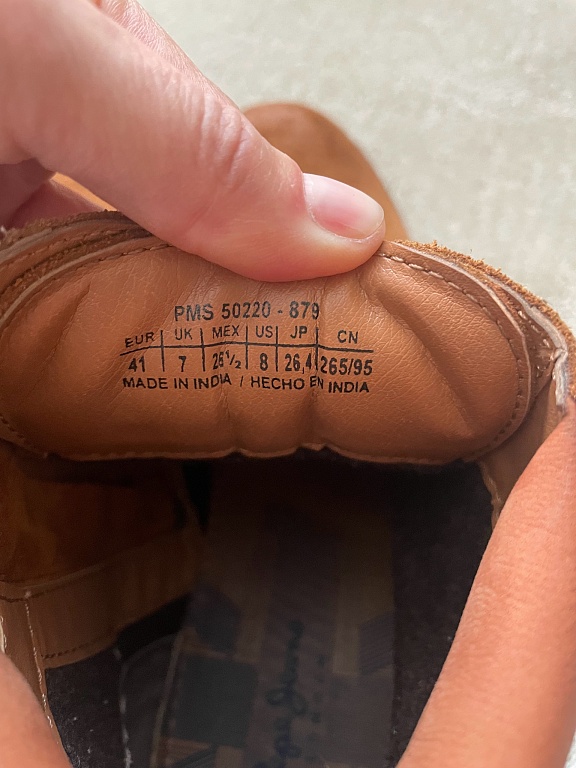 PMS 50220 - 879
EUR UK MEX US JP CN
41 7 26½ 8 26,4 265/95
MADE IN INDIA / HECHO EN INDIA